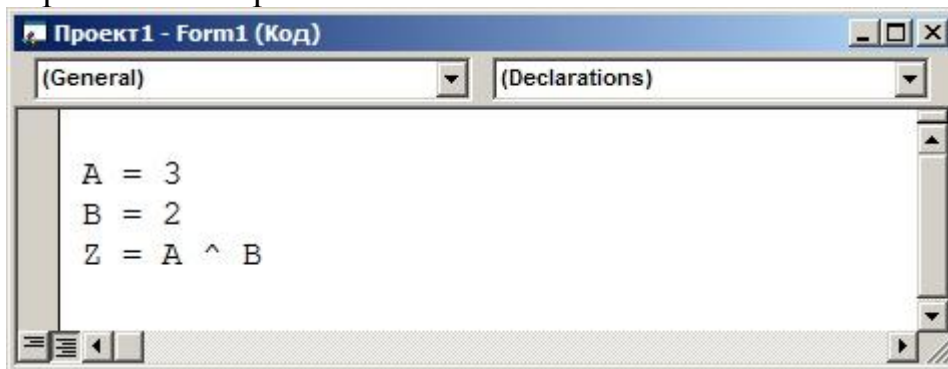 Проект1 - Form1 (Код)
(General) (Declarations)
A = 3
B = 2
Z = A ^ B